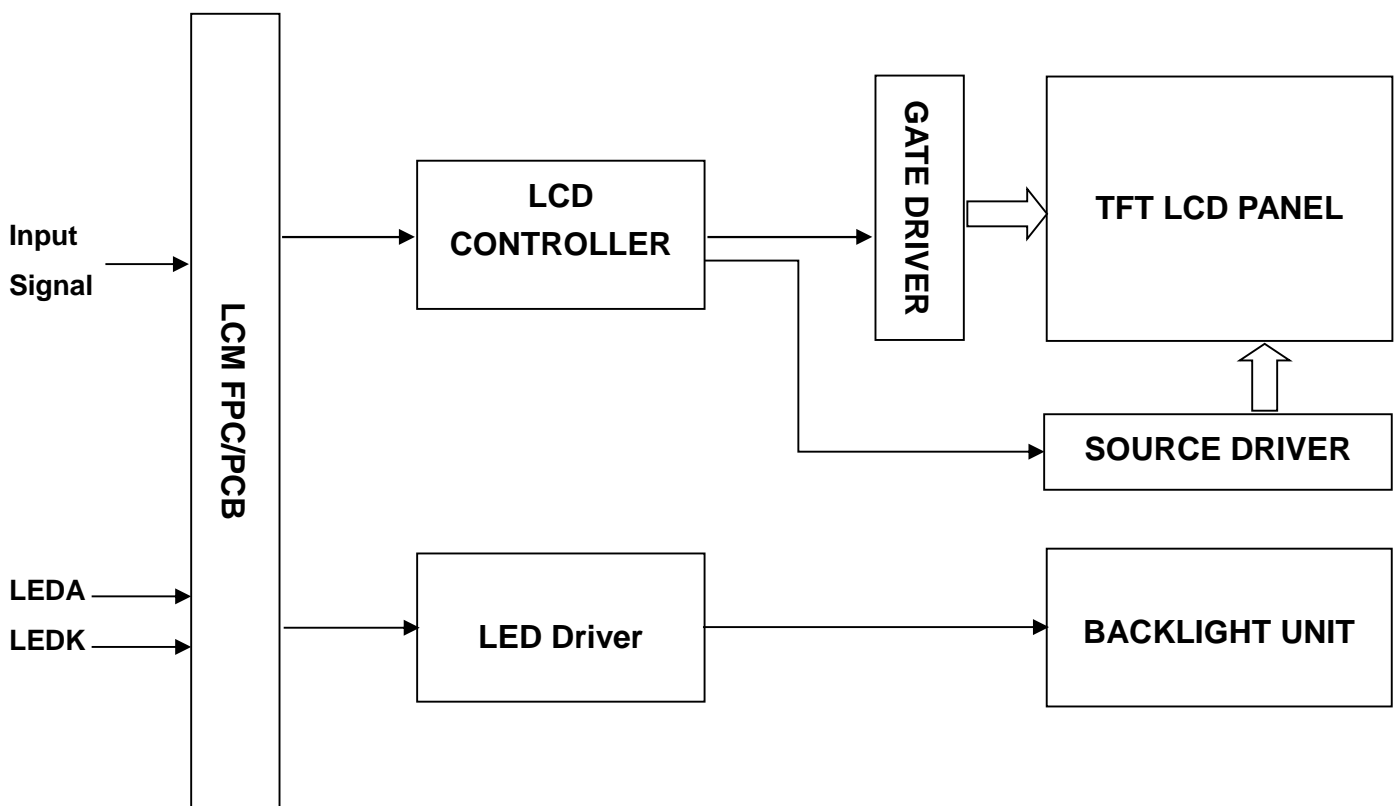 Input
Signal
LEDA
LEDK
LCM FPC/PCB
LCD
CONTROLLER
GATE DRIVER
TFT LCD PANEL
SOURCE DRIVER
LED Driver
BACKLIGHT UNIT